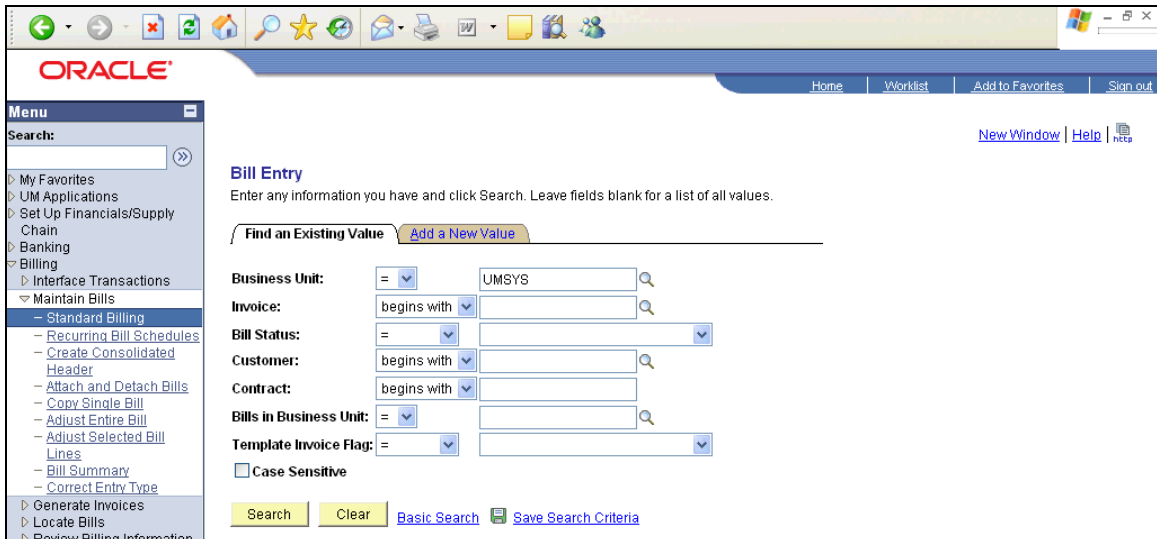 ORACLE
Home | Worklist | Add to Favorites | Sign out
Menu
Search:
My Favorites
UM Applications
Set Up Financials/Supply
Chain
Banking
Billing
Interface Transactions
Maintain Bills
– Standard Billing
– Recurring Bill Schedules
– Create Consolidated
Header
– Attach and Detach Bills
– Copy Single Bill
– Adjust Entire Bill
– Adjust Selected Bill
Lines
– Bill Summary
– Correct Entry Type
Generate Invoices
Locate Bills
Review Billing Information
New Window | Help | http
Bill Entry
Enter any information you have and click Search. Leave fields blank for a list of all values.
Find an Existing Value Add a New Value
Business Unit: = UMSYS
Invoice: begins with
Bill Status: =
Customer: begins with
Contract: begins with
Bills in Business Unit: =
Template Invoice Flag: =
Case Sensitive
Search Clear Basic Search Save Search Criteria